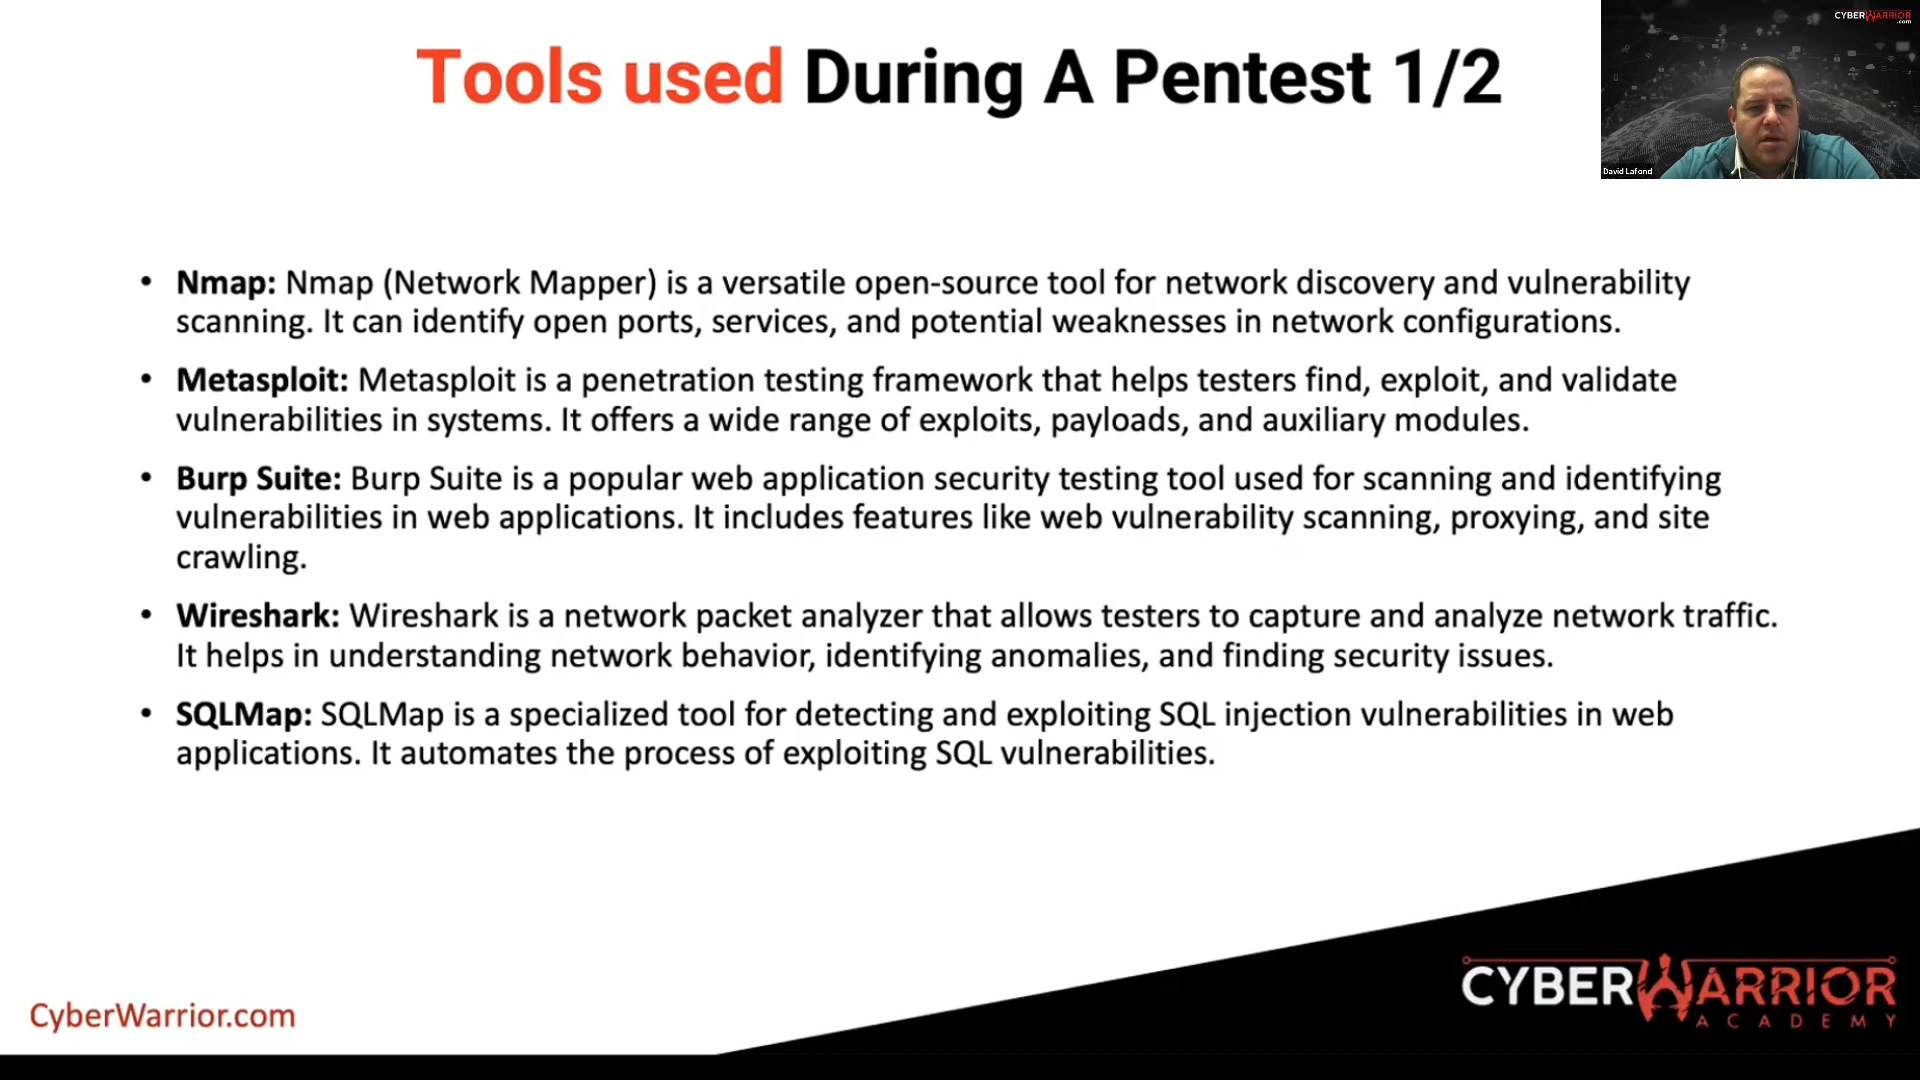 Tools used During A Pentest 1/2
CYBERWARRIOR
.com
David Lafond
• Nmap: Nmap (Network Mapper) is a versatile open-source tool for network discovery and vulnerability
scanning. It can identify open ports, services, and potential weaknesses in network configurations.
• Metasploit: Metasploit is a penetration testing framework that helps testers find, exploit, and validate
vulnerabilities in systems. It offers a wide range of exploits, payloads, and auxiliary modules.
• Burp Suite: Burp Suite is a popular web application security testing tool used for scanning and identifying
vulnerabilities in web applications. It includes features like web vulnerability scanning, proxying, and site
crawling.
• Wireshark: Wireshark is a network packet analyzer that allows testers to capture and analyze network traffic.
It helps in understanding network behavior, identifying anomalies, and finding security issues.
• SQLMap: SQLMap is a specialized tool for detecting and exploiting SQL injection vulnerabilities in web
applications. It automates the process of exploiting SQL vulnerabilities.
CyberWarrior.com
CYBERWARRIOR
ACADEMY